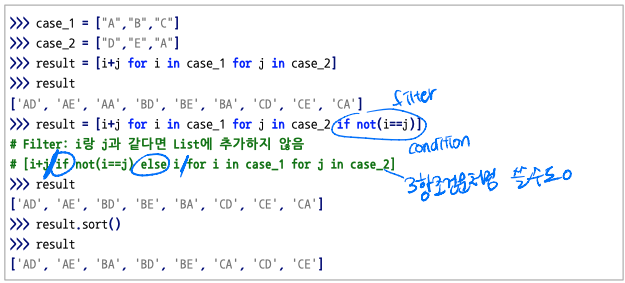 >>> case_1 = ["A","B","C"]
>>> case_2 = ["D","E","A"]
>>> result = [i+j for i in case_1 for j in case_2]
>>> result
['AD', 'AE', 'AA', 'BD', 'BE', 'BA', 'CD', 'CE', 'CA']
filter
>>> result = [i+j for i in case_1 for j in case_2 if not(i==j)]
# Filter: i랑 j과 같다면 List에 추가하지 않음
condition
# [i+j if not(i==j) else i for i in case_1 for j in case_2]
3항조건문처럼 쓸수도 O
>>> result
['AD', 'AE', 'BD', 'BE', 'BA', 'CD', 'CE', 'CA']
>>> result.sort()
>>> result
['AD', 'AE', 'BA', 'BD', 'BE', 'CA', 'CD', 'CE']